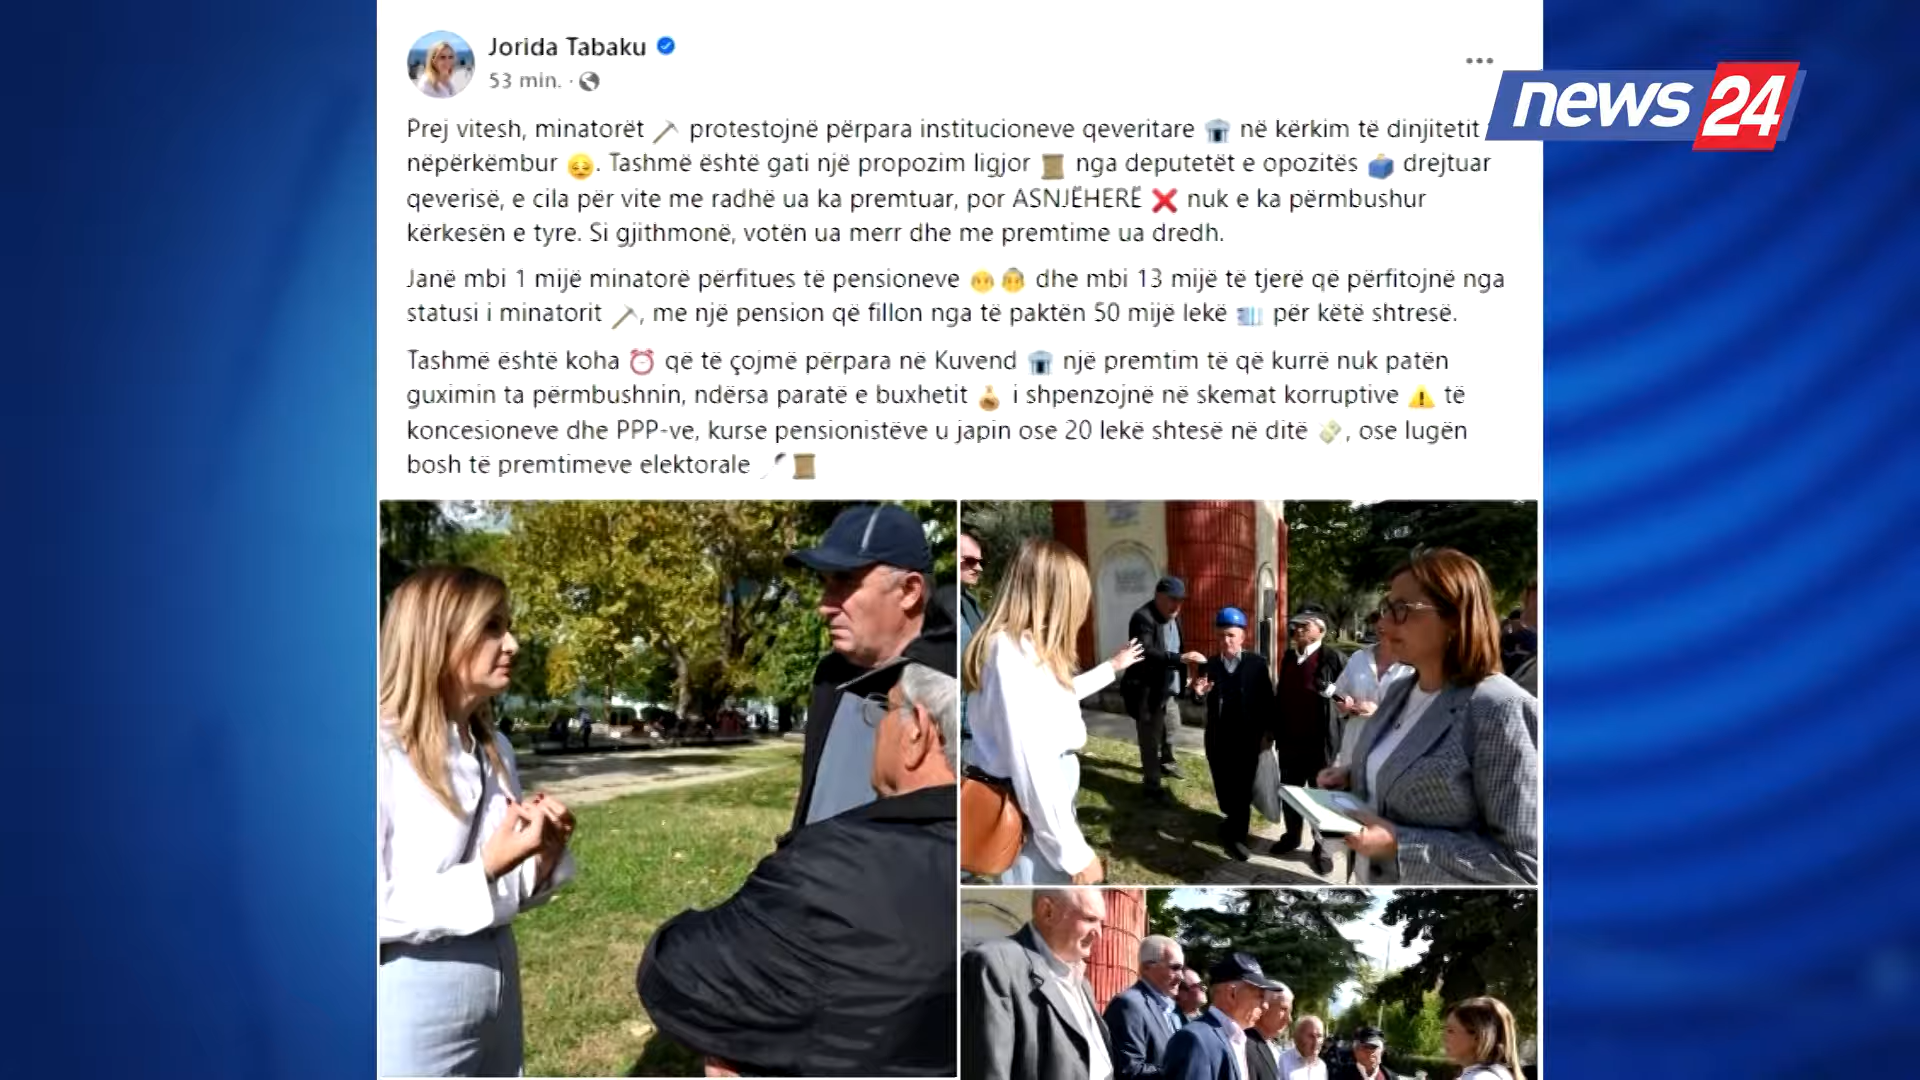 Jorida Tabaku
53 min. ·
news 24
Prej vitesh, minatorët protestojnë përpara institucioneve qeveritare në kërkim të dinjitetit
nëpërkëmbur. Tashmë është gati një propozim ligjor nga deputetët e opozitës drejtuar
qeverisë, e cila për vite me radhë ua ka premtuar, por ASNJËHERË nuk e ka përmbushur
kërkesën e tyre. Si gjithmonë, votën ua merr dhe me premtime ua dredh.
Janë mbi 1 mijë minatorë përfitues të pensioneve dhe mbi 13 mijë të tjerë që përfitojnë nga
statusi i minatorit, me një pension që fillon nga të paktën 50 mijë lekë për këtë shtresë.
Tashmë është koha që të çojmë përpara në Kuvend një premtim të që kurrë nuk patën
guximin ta përmbushnin, ndërsa paratë e buxhetit i shpenzojnë në skemat korruptive të
koncesioneve dhe PPP-ve, kurse pensionistëve u japin ose 20 lekë shtesë në ditë, ose lugën
bosh të premtimeve elektorale